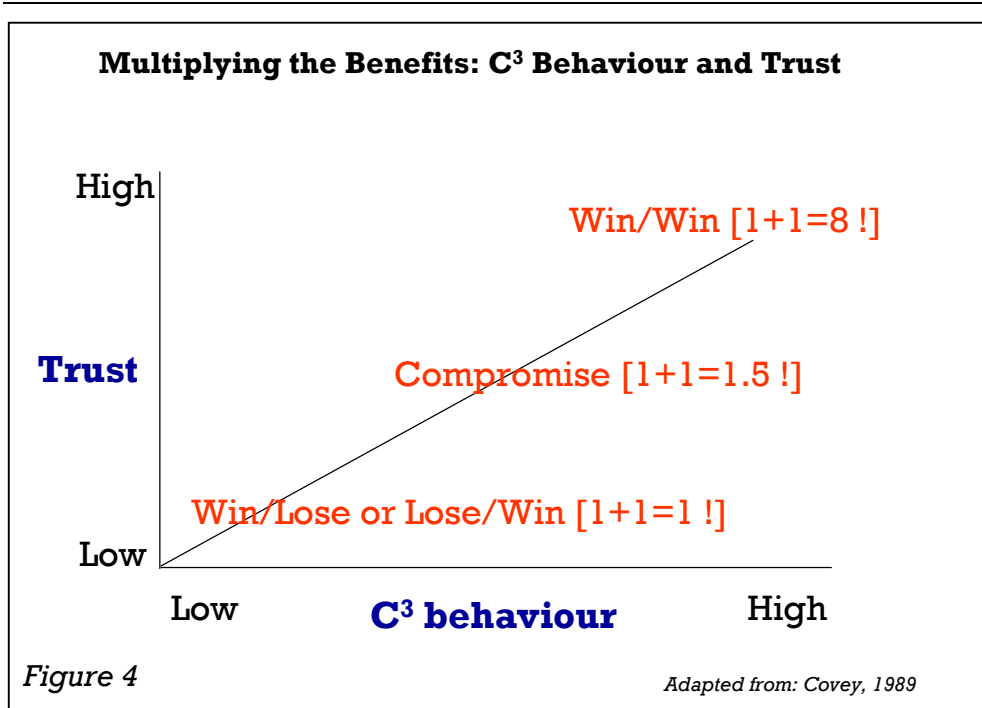 Multiplying the Benefits: C³ Behaviour and Trust
High
Win/Win [1+1=8 !]
Trust
Compromise [1+1=1.5 !]
Win/Lose or Lose/Win [1+1=1 !]
Low
Low
C³ behaviour
High
Figure 4
Adapted from: Covey, 1989